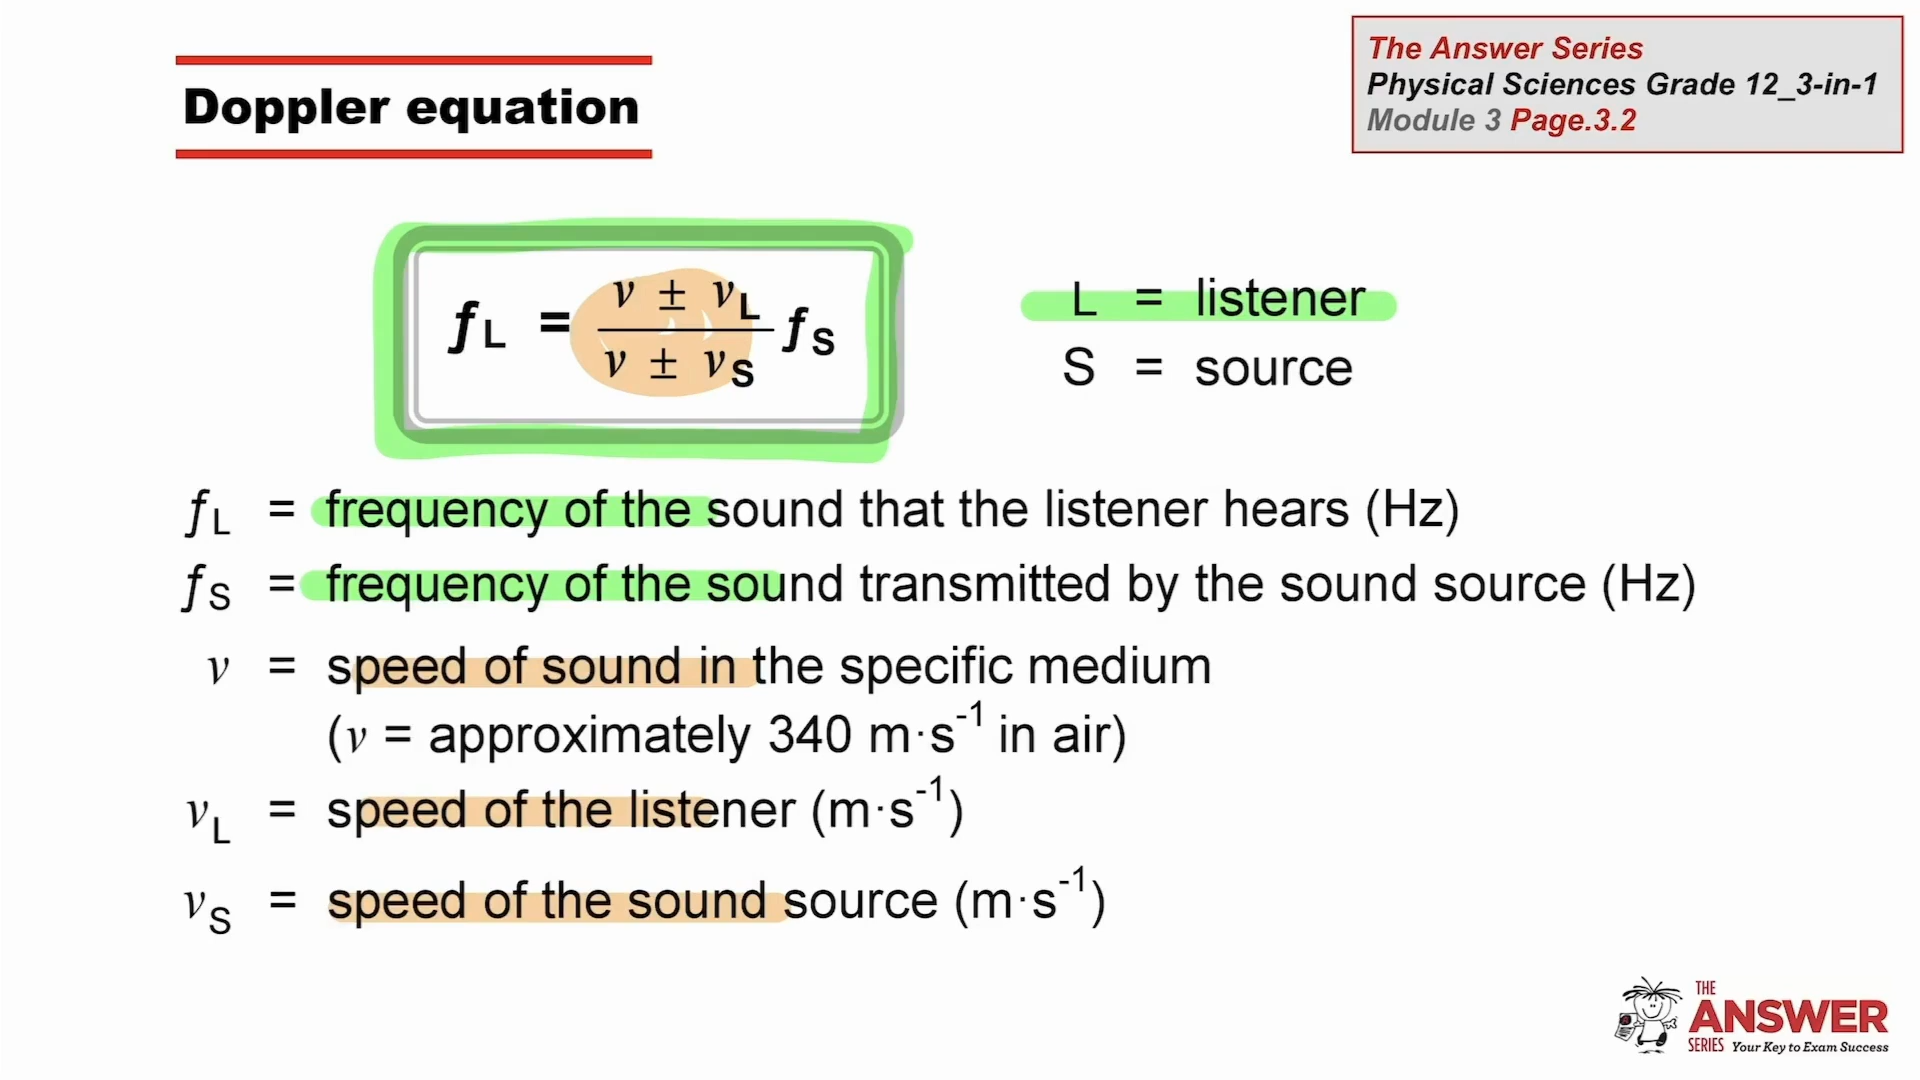 Doppler equation
The Answer Series
Physical Sciences Grade 12_3-in-1
Module 3 Page.3.2
fL = (v ± vL)/(v ± vS) fS
L = listener
S = source
fL = frequency of the sound that the listener hears (Hz)
fS = frequency of the sound transmitted by the sound source (Hz)
v = speed of sound in the specific medium
(v = approximately 340 m·s⁻¹ in air)
vL = speed of the listener (m·s⁻¹)
vS = speed of the sound source (m·s⁻¹)
THE
ANSWER
SERIES Your Key to Exam Success